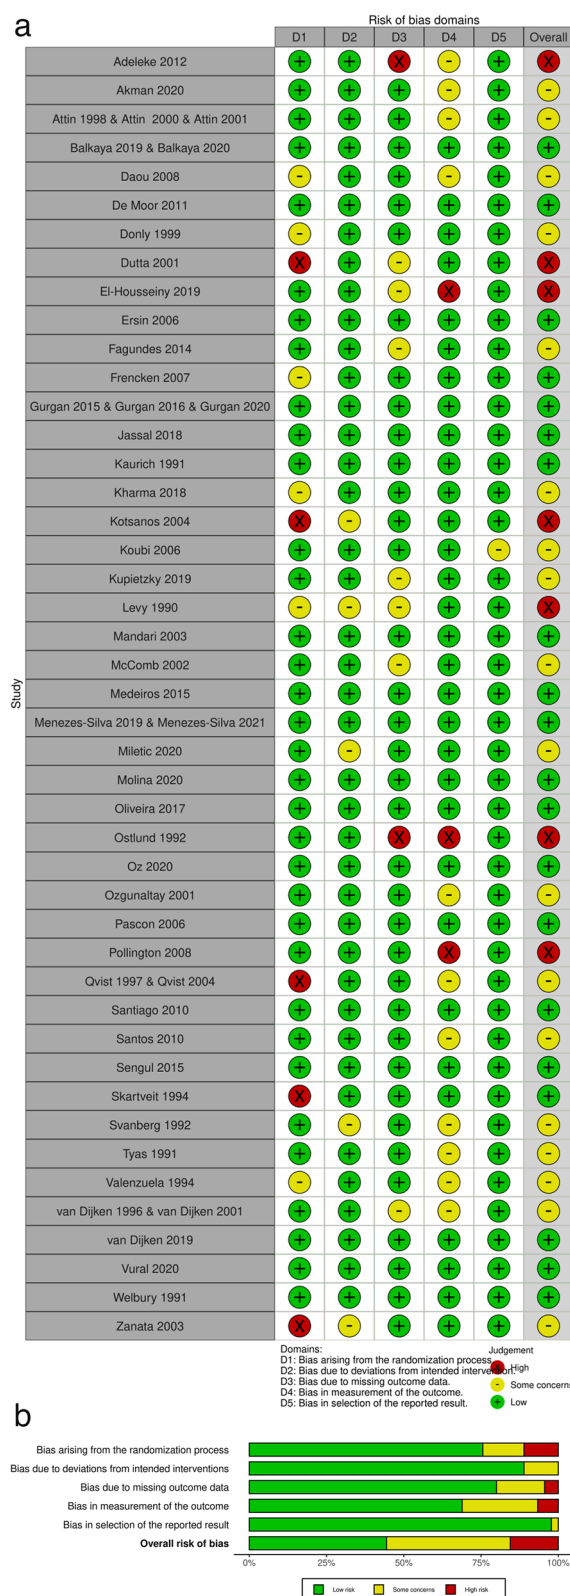 a
Risk of bias domains
D1 D2 D3 D4 D5 Overall
Adeleke 2012 + + X - + X
Akman 2020 + + + - + -
Attin 1998 & Attin 2000 & Attin 2001 + + + - + -
Balkaya 2019 & Balkaya 2020 + + + + + +
Daou 2008 - + + - + -
De Moor 2011 + + + + + +
Donly 1999 - + + + + -
Dutta 2001 X + - + + X
El-Housseiny 2019 + + - X + X
Ersin 2006 + + + + + +
Fagundes 2014 + + - + + -
Frencken 2007 - + + + + +
Gurgan 2015 & Gurgan 2016 & Gurgan 2020 + + + + + +
Jassal 2018 + + + + + +
Kaurich 1991 + + + + + +
Kharma 2018 - + + + + -
Kotsanos 2004 X - + + + X
Koubi 2006 + + + + - -
Kupietzky 2019 + + - + + -
Levy 1990 - - - + + X
Mandari 2003 + + + + + +
McComb 2002 + + - + + -
Medeiros 2015 + + + + + +
Menezes-Silva 2019 & Menezes-Silva 2021 + + + + + +
Miletic 2020 + - + + + -
Molina 2020 + + + + + +
Oliveira 2017 + + + + + +
Ostlund 1992 + + X X + X
Oz 2020 + + + + + +
Ozgunaltay 2001 + + + - + -
Pascon 2006 + + + + + +
Pollington 2008 + + + X + X
Qvist 1997 & Qvist 2004 X + + - + -
Santiago 2010 + + + + + +
Santos 2010 + + + - + -
Sengul 2015 + + + + + +
Skartveit 1994 X + + + + +
Svanberg 1992 + - + - + -
Tyas 1991 + + + - + -
Valenzuela 1994 - + + - + -
van Dijken 1996 & van Dijken 2001 + + - - + -
van Dijken 2019 + + + + + +
Vural 2020 + + + + + +
Welbury 1991 + + + + + +
Zanata 2003 X - + + + -
Study
Domains:
D1: Bias arising from the randomization process.
D2: Bias due to deviations from intended intervention.
D3: Bias due to missing outcome data.
D4: Bias in measurement of the outcome.
D5: Bias in selection of the reported result.
Judgement
X High
- Some concerns
+ Low
b
Bias arising from the randomization process
Bias due to deviations from intended interventions
Bias due to missing outcome data
Bias in measurement of the outcome
Bias in selection of the reported result
Overall risk of bias
0% 25% 50% 75% 100%
Low risk Some concerns High risk